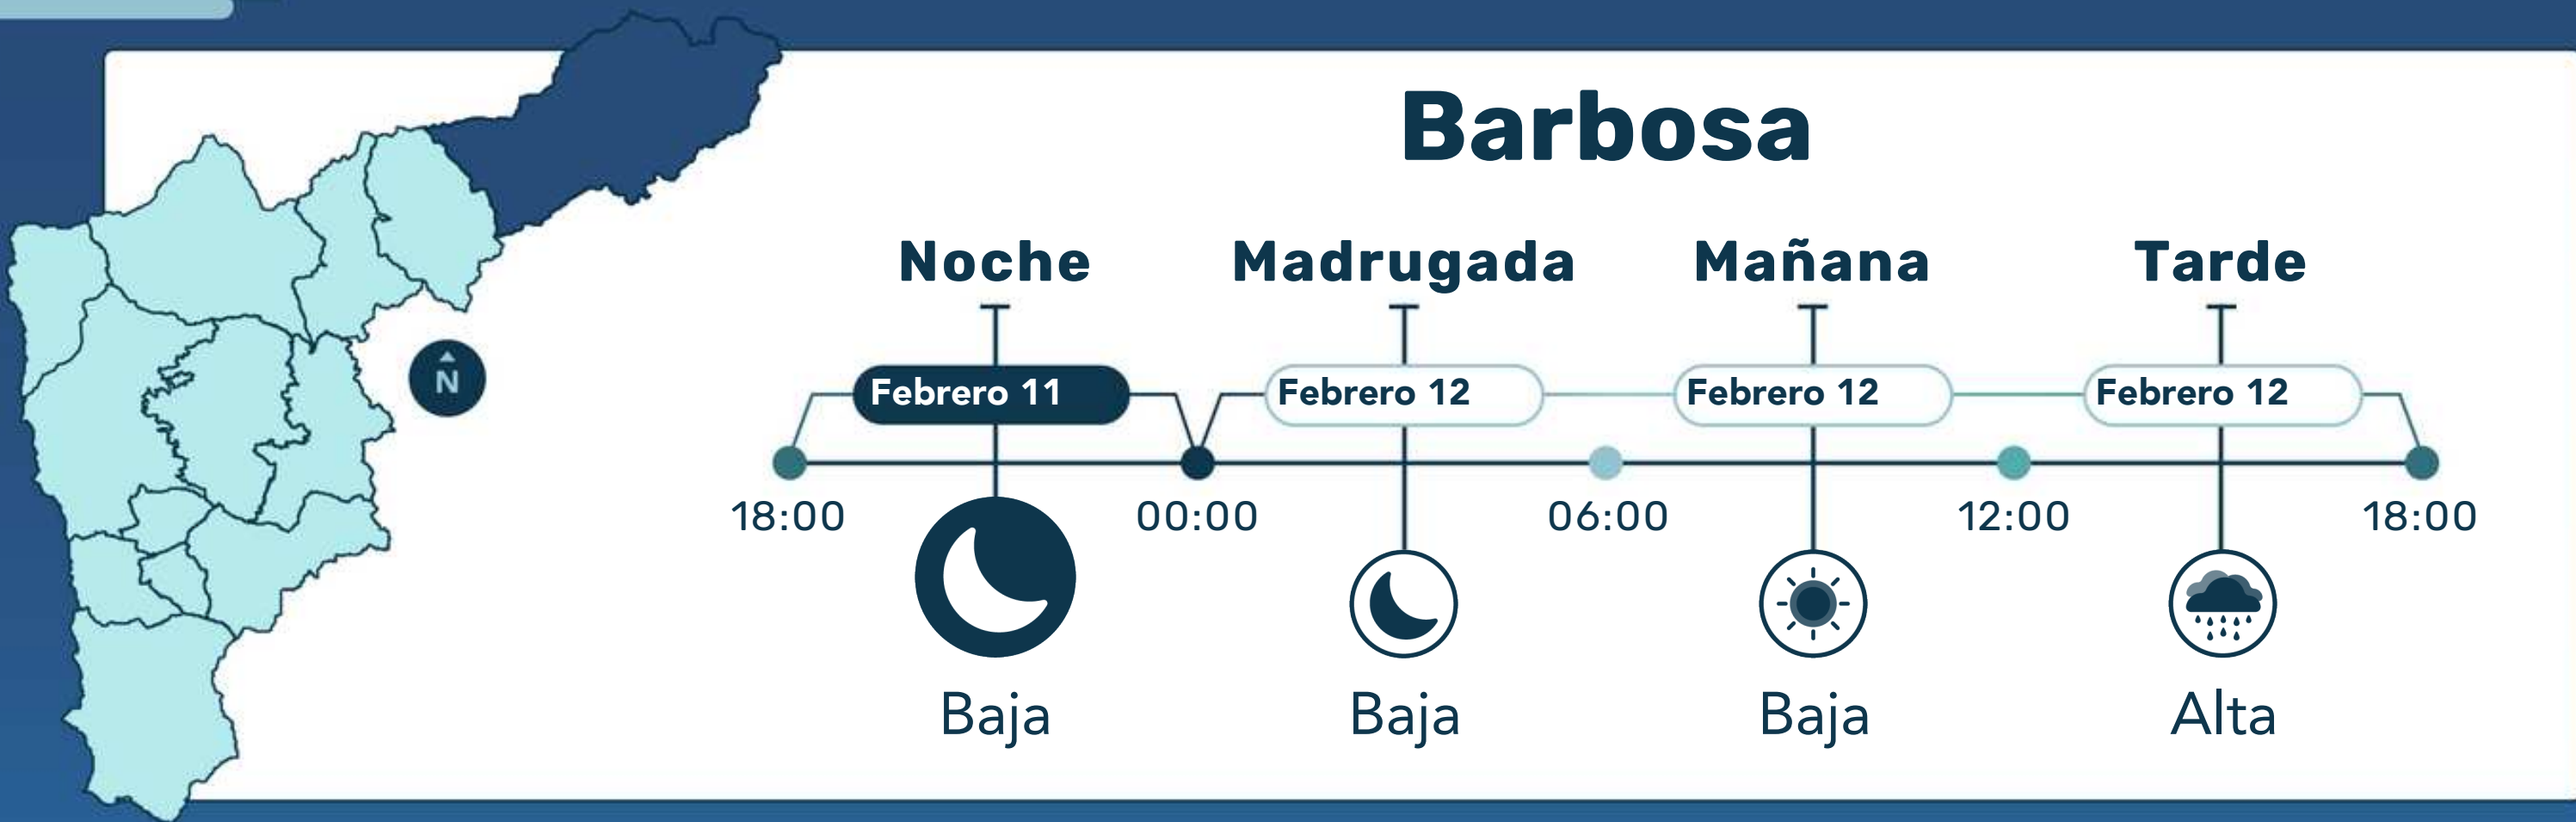 Barbosa
Noche Madrugada Mañana Tarde
Febrero 11 Febrero 12 Febrero 12 Febrero 12
N
18:00 00:00 06:00 12:00 18:00
Baja Baja Baja Alta